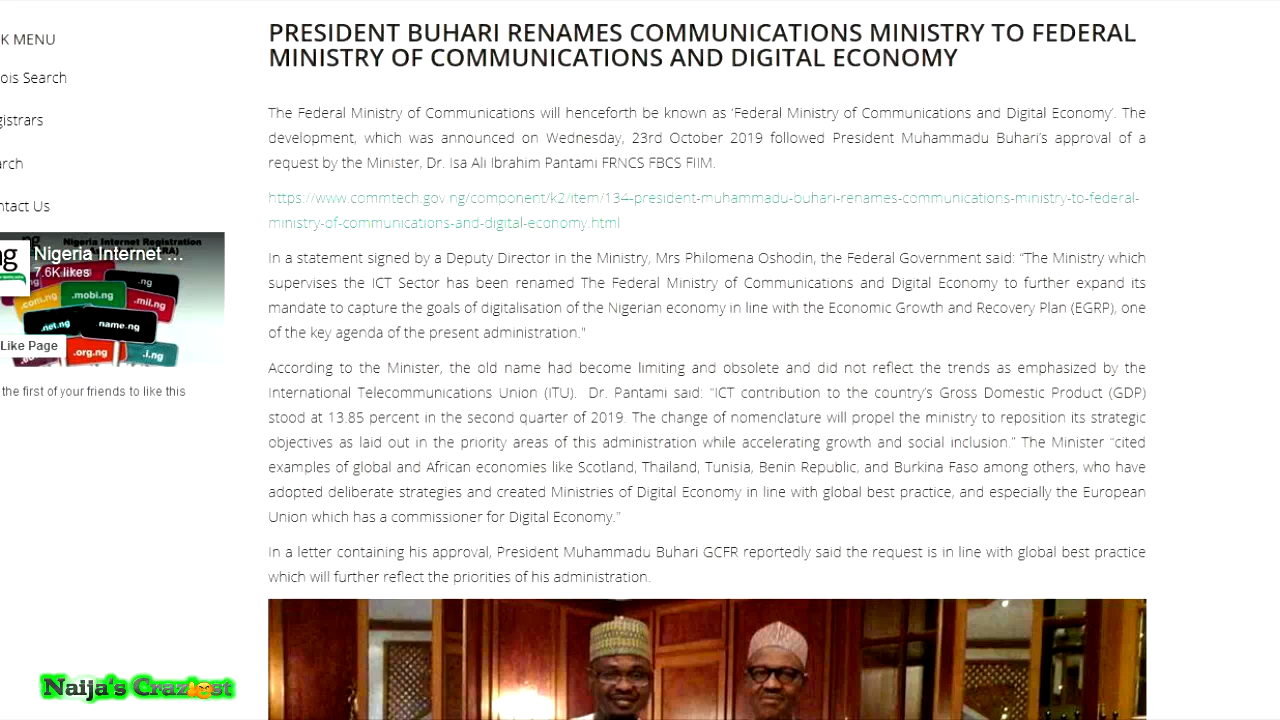 PRESIDENT BUHARI RENAMES COMMUNICATIONS MINISTRY TO FEDERAL
MINISTRY OF COMMUNICATIONS AND DIGITAL ECONOMY
K MENU
ois Search
gistrars
arch
ntact Us
Nigeria Internet Registration
Nigeria Internet ...
7.6K likes
.ng
.com.ng
.mobi.ng
.mil.ng
.net.ng
name.ng
.org.ng
.i.ng
Like Page
the first of your friends to like this
The Federal Ministry of Communications will henceforth be known as ‘Federal Ministry of Communications and Digital Economy’. The
development, which was announced on Wednesday, 23rd October 2019 followed President Muhammadu Buhari’s approval of a
request by the Minister, Dr. Isa Ali Ibrahim Pantami FRNCS FBCS FIIM.
https://www.commtech.gov.ng/component/k2/item/134-president-muhammadu-buhari-renames-communications-ministry-to-federal-
ministry-of-communications-and-digital-economy.html
In a statement signed by a Deputy Director in the Ministry, Mrs Philomena Oshodin, the Federal Government said: “The Ministry which
supervises the ICT Sector has been renamed The Federal Ministry of Communications and Digital Economy to further expand its
mandate to capture the goals of digitalisation of the Nigerian economy in line with the Economic Growth and Recovery Plan (EGRP), one
of the key agenda of the present administration."
According to the Minister, the old name had become limiting and obsolete and did not reflect the trends as emphasized by the
International Telecommunications Union (ITU). Dr. Pantami said: “ICT contribution to the country’s Gross Domestic Product (GDP)
stood at 13.85 percent in the second quarter of 2019. The change of nomenclature will propel the ministry to reposition its strategic
objectives as laid out in the priority areas of this administration while accelerating growth and social inclusion.” The Minister “cited
examples of global and African economies like Scotland, Thailand, Tunisia, Benin Republic, and Burkina Faso among others, who have
adopted deliberate strategies and created Ministries of Digital Economy in line with global best practice, and especially the European
Union which has a commissioner for Digital Economy."
In a letter containing his approval, President Muhammadu Buhari GCFR reportedly said the request is in line with global best practice
which will further reflect the priorities of his administration.
Naija's Craziest